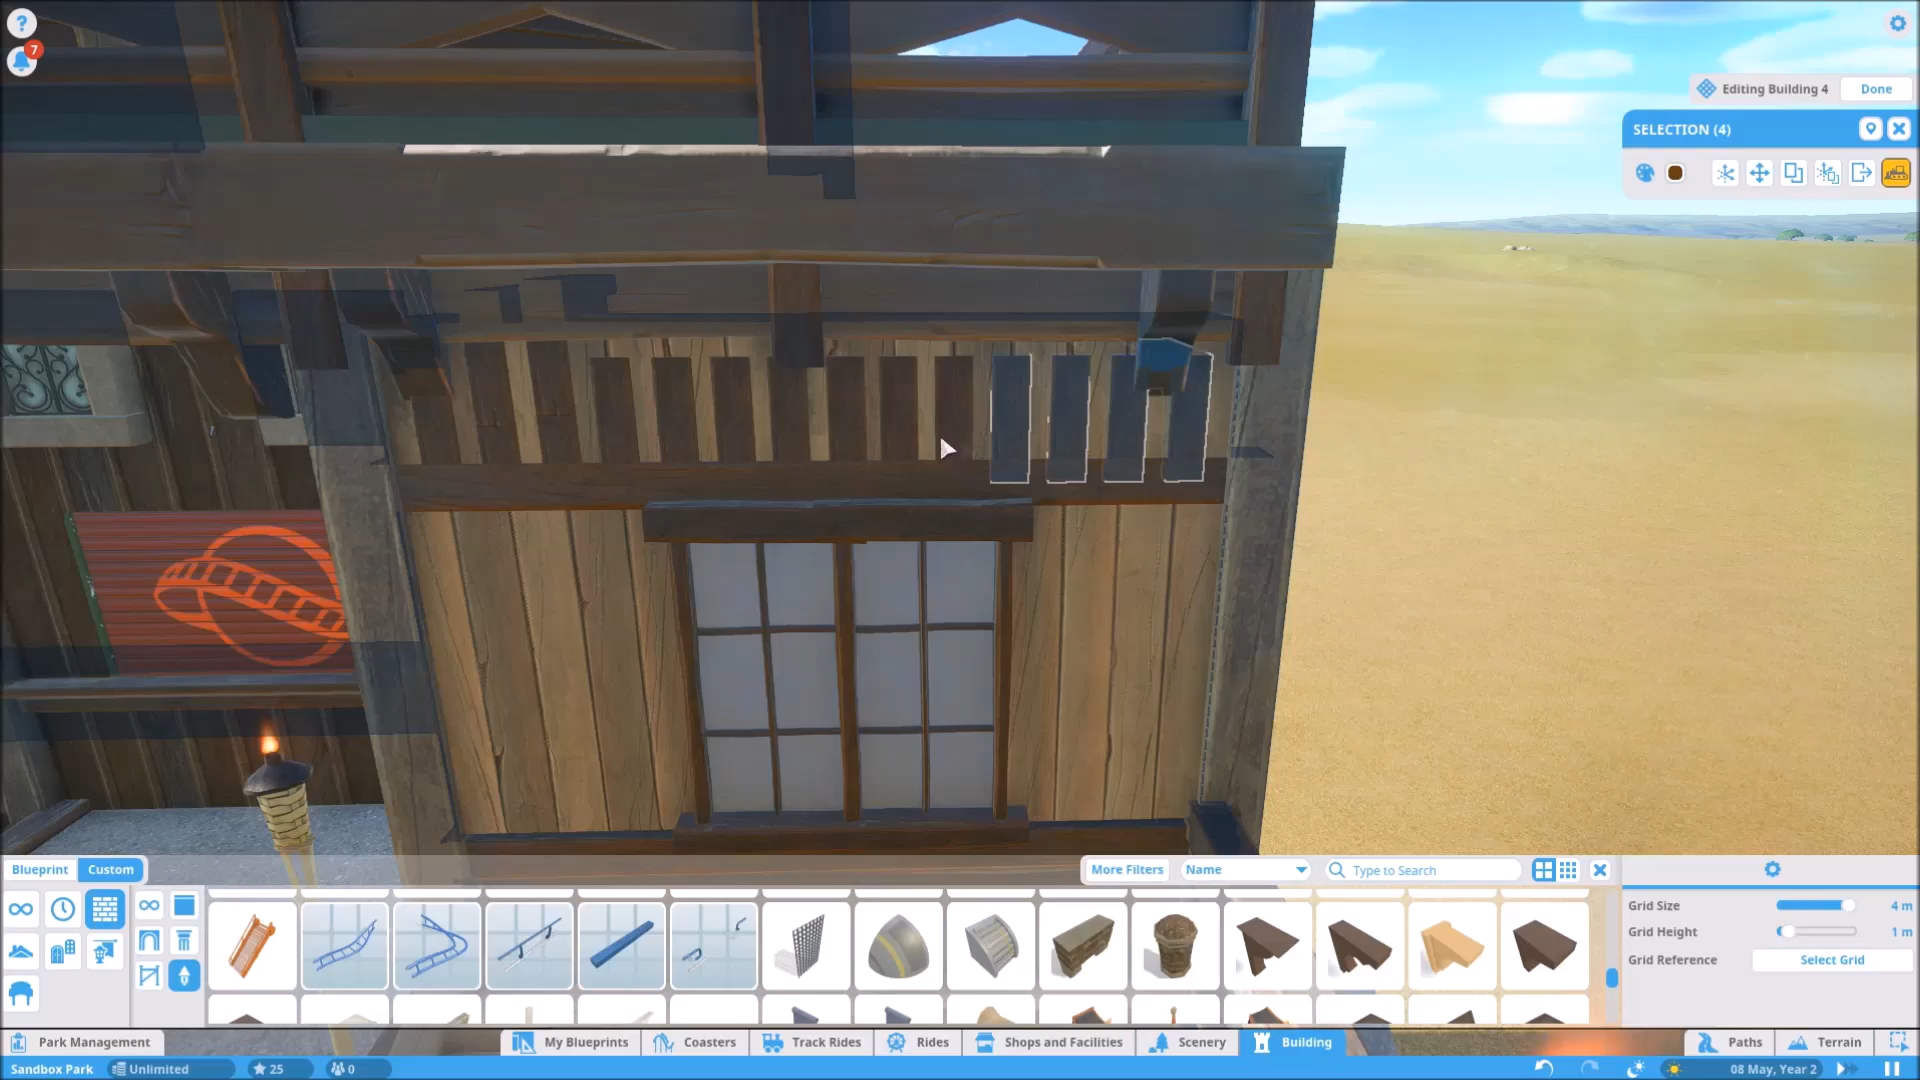 ?
7
Editing Building 4
Done
SELECTION (4)
Blueprint
Custom
More Filters
Name
Type to Search
Grid Size
4 m
Grid Height
1 m
Grid Reference
Select Grid
Park Management
My Blueprints
Coasters
Track Rides
Rides
Shops and Facilities
Scenery
Building
Paths
Terrain
Sandbox Park
Unlimited
25
0
08 May, Year 2